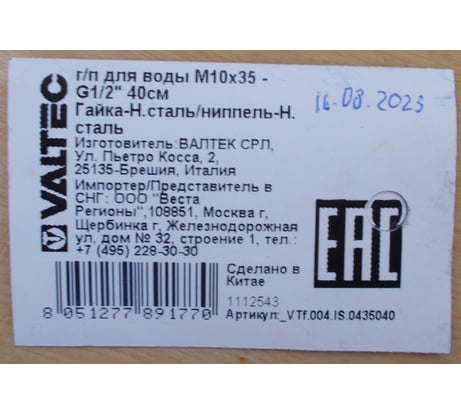 VALTEC
г/п для воды М10х35 -
G1/2" 40см
Гайка-Н.сталь/ниппель-Н.
сталь
16.08.2023
Изготовитель:ВАЛТЕК СРЛ,
Ул. Пьетро Косса, 2,
25135-Брешия, Италия
Импортер/Представитель в
СНГ: ООО "Веста
Регионы",108851, Москва г,
Щербинка г, Железнодорожная
ул, дом № 32, строение 1, тел.:
+7 (495) 228-30-30
EAC
Сделано в
Китае
1112543
8 051277 891770
Артикул:_VTf.004.IS.0435040